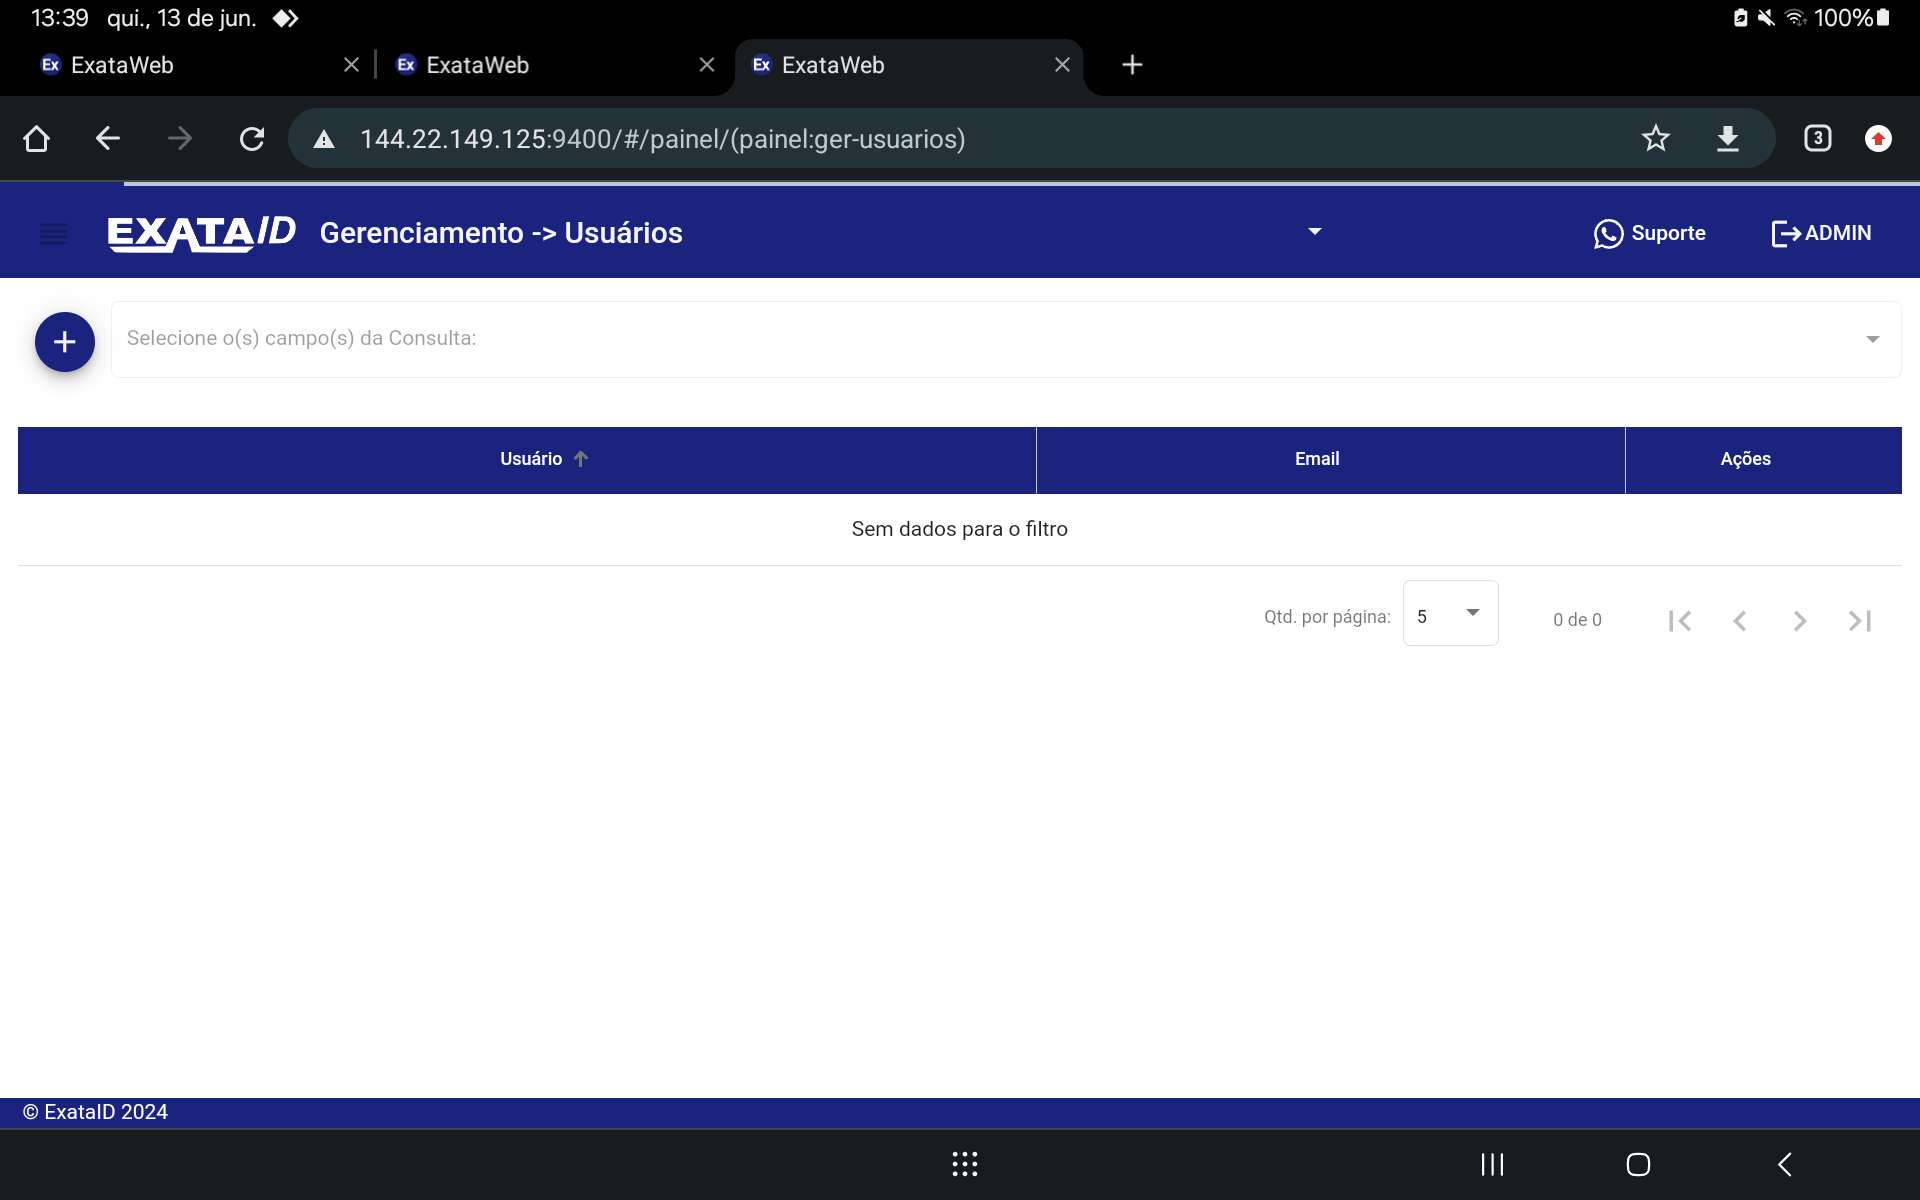 13:39 qui., 13 de jun. 100%
Ex ExataWeb Ex ExataWeb Ex ExataWeb
144.22.149.125:9400/#/painel/(painel:ger-usuarios) 3
EXATAID Gerenciamento -> Usuários Suporte ADMIN
Selecione o(s) campo(s) da Consulta:
Usuário Email Ações
Sem dados para o filtro
Qtd. por página: 5 0 de 0
© ExataID 2024